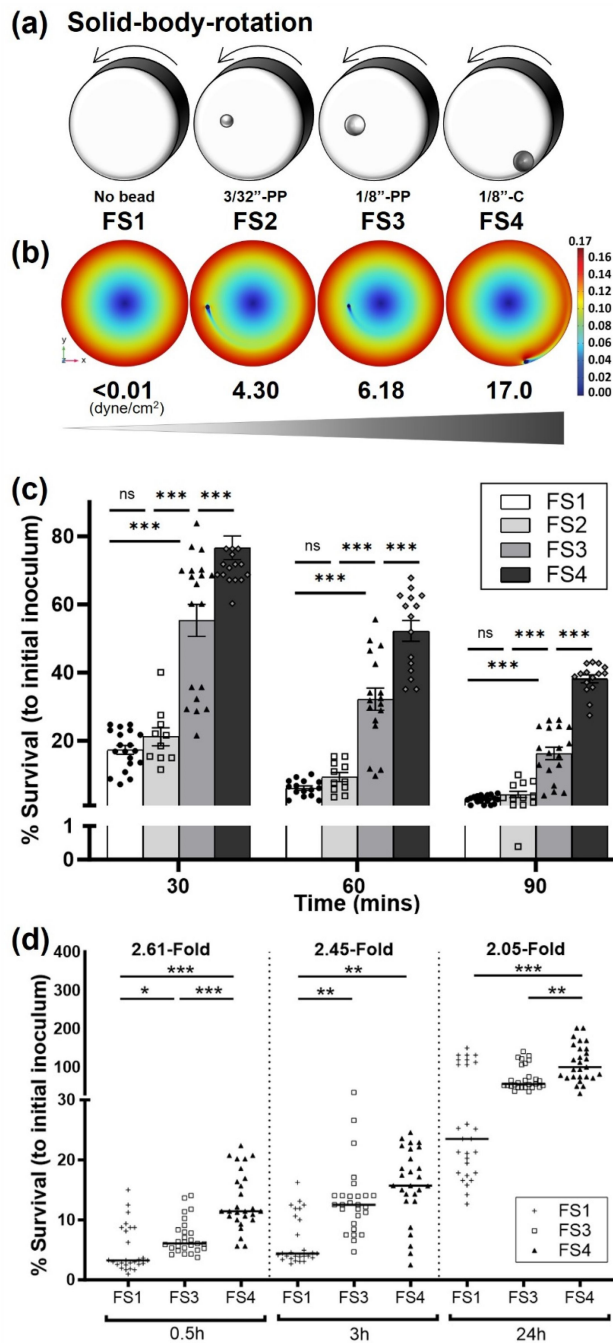 (a) Solid-body-rotation
No bead 3/32”-PP 1/8”-PP 1/8”-C
FS1 FS2 FS3 FS4
(b)
0.17
0.16
0.14
0.12
0.10
0.08
0.06
0.04
0.02
0.00
y
z x
<0.01 4.30 6.18 17.0
(dyne/cm²)
(c)
% Survival (to initial inoculum)
80
60
40
20
1
0
ns *** ***
***
ns *** ***
***
ns *** ***
***
FS1
FS2
FS3
FS4
30 60 90
Time (mins)
(d)
% Survival (to initial inoculum)
400
300
200
100
30
20
10
0
2.61-Fold 2.45-Fold 2.05-Fold
*** ** ***
* *** ** **
FS1
FS3
FS4
FS1 FS3 FS4 FS1 FS3 FS4 FS1 FS3 FS4
0.5h 3h 24h